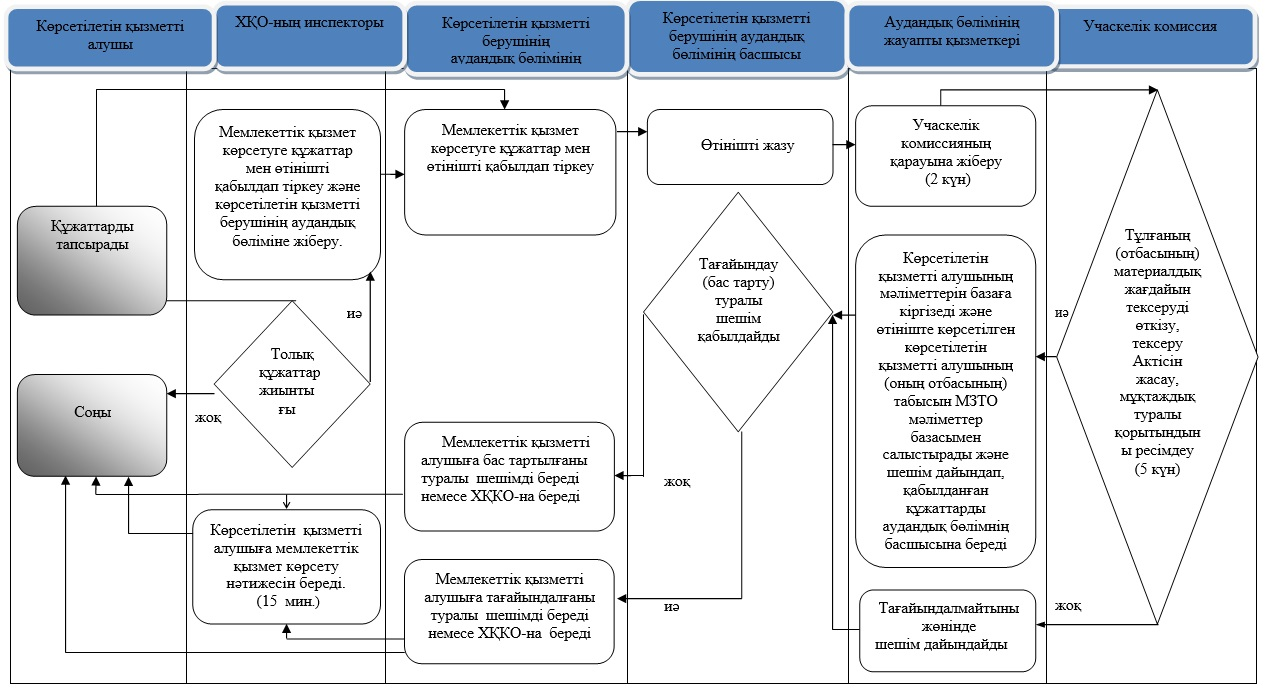 Көрсетілетін қызметті
алушы
ХҚО-ның инспекторы
Көрсетілетін қызметті
берушінің
аудандық бөлімінің
Көрсетілетін қызметті
берушінің аудандық
бөлімінің басшысы
Аудандық бөлімінің
жауапты қызметкері
Учаскелік комиссия
Құжаттарды
тапсырады
Соңы
Мемлекеттік қызмет
көрсетуге құжаттар
мен өтінішті
қабылдап тіркеу және
көрсетілетін қызметті
берушінің аудандық
бөліміне жіберу.
иә
Толық
құжаттар
жиынты
ғы
жоқ
Көрсетілетін қызметті
алушыға мемлекеттік
қызмет көрсету
нәтижесін береді.
(15 мин.)
Мемлекеттік қызмет
көрсетуге құжаттар мен
өтінішті қабылдап тіркеу
Мемлекеттік қызметті
алушыға бас тартылғаны
туралы шешімді береді
немесе ХҚКО-на береді
Мемлекеттік қызметті
алушыға тағайындалғаны
туралы шешімді береді
немесе ХҚКО-на береді
Өтінішті жазу
Тағайындау
(бас тарту)
туралы
шешім
қабылдайды
жоқ
иә
Учаскелік
комиссияның
қарауына жіберу
(2 күн)
Көрсетілетін
қызметті алушының
мәліметтерін базаға
кіргізеді және
өтініште көрсетілген
көрсетілетін
қызметті алушының
(оның отбасының)
табысын МЗТО
мәліметтер
базасымен
салыстырады және
шешім дайындап,
қабылданған
құжаттарды
аудандық бөлімнің
басшысына береді
Тағайындалмайтыны
жөнінде
шешім дайындайды
иә
Тұлғаның
(отбасының)
материалдық
жағдайын
тексеруді
өткізу,
тексеру
Актісін
жасау,
мұқтаждық
туралы
қорытындын
ы ресімдеу
(5 күн)
жоқ